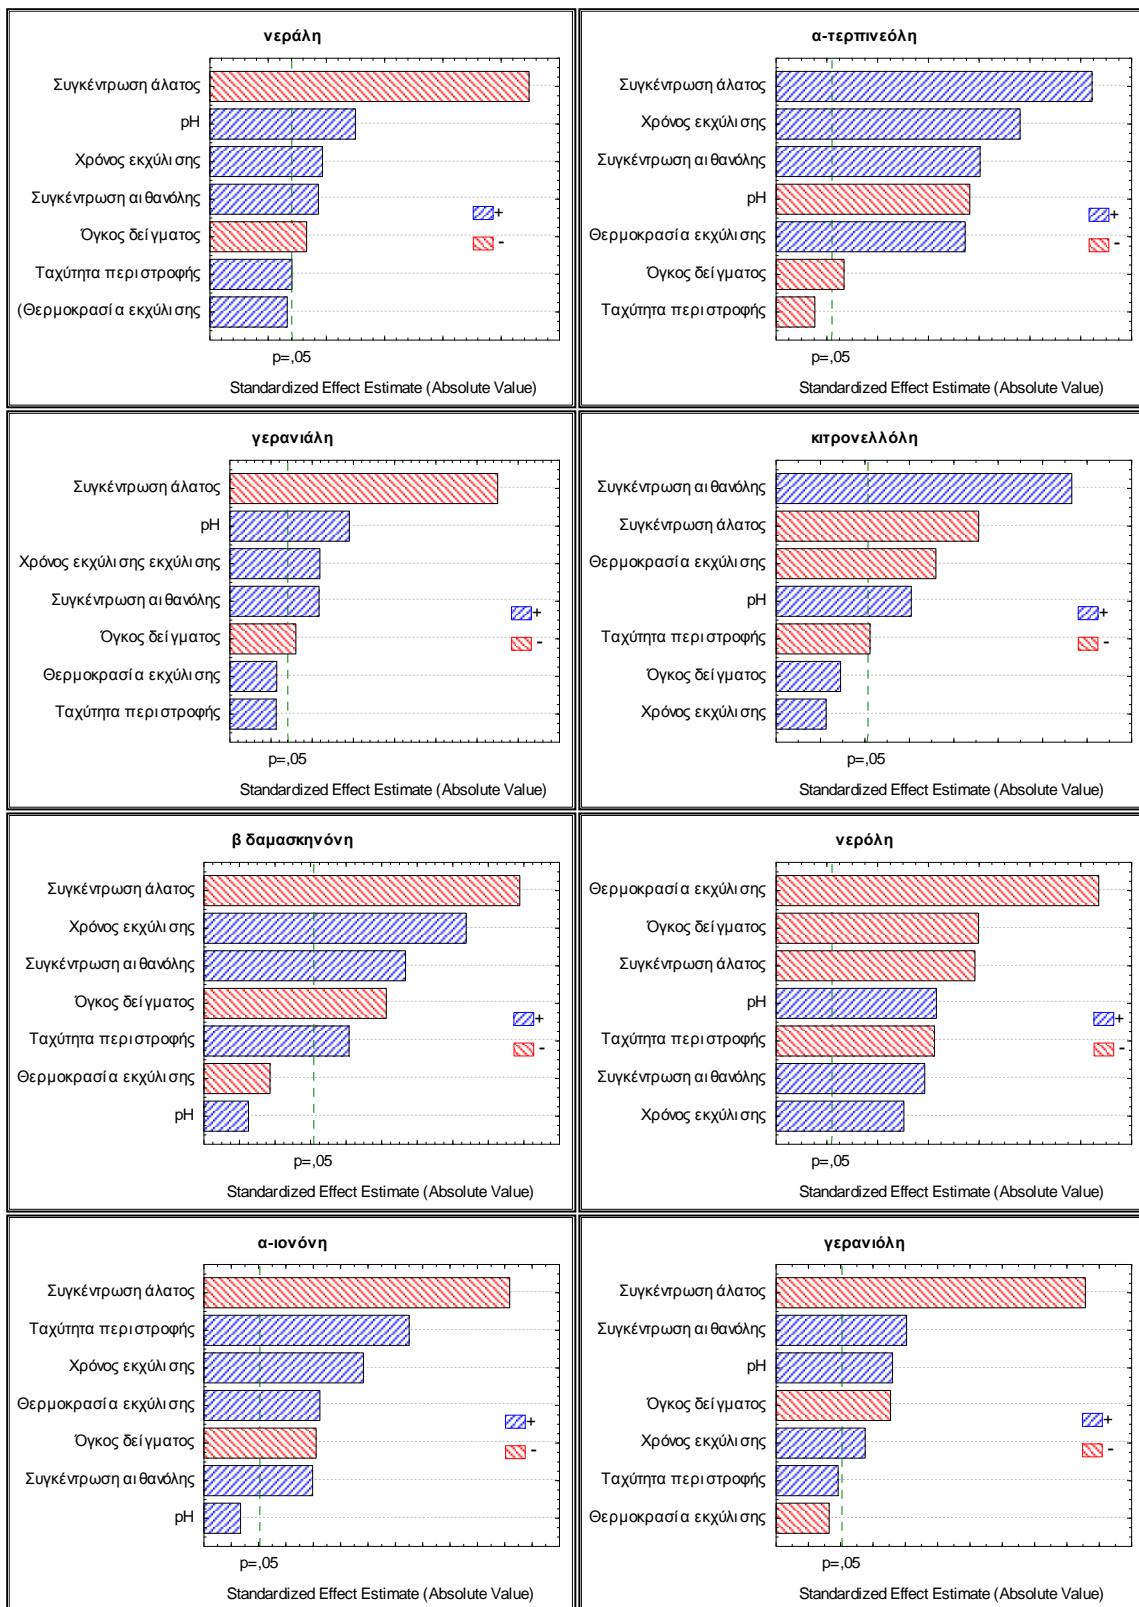 νεράλη
Συγκέντρωση άλατος
pH
Χρόνος εκχύλισης
Συγκέντρωση αιθανόλης
Όγκος δείγματος
Ταχύτητα περιστροφής
(Θερμοκρασία εκχύλισης
+
-
p=,05
Standardized Effect Estimate (Absolute Value)
α-τερπινεόλη
Συγκέντρωση άλατος
Χρόνος εκχύλισης
Συγκέντρωση αιθανόλης
pH
Θερμοκρασία εκχύλισης
Όγκος δείγματος
Ταχύτητα περιστροφής
+
-
p=,05
Standardized Effect Estimate (Absolute Value)
γερανιάλη
Συγκέντρωση άλατος
pH
Χρόνος εκχύλισης εκχύλισης
Συγκέντρωση αιθανόλης
Όγκος δείγματος
Θερμοκρασία εκχύλισης
Ταχύτητα περιστροφής
+
-
p=,05
Standardized Effect Estimate (Absolute Value)
κιτρονελλόλη
Συγκέντρωση αιθανόλης
Συγκέντρωση άλατος
Θερμοκρασία εκχύλισης
pH
Ταχύτητα περιστροφής
Όγκος δείγματος
Χρόνος εκχύλισης
+
-
p=,05
Standardized Effect Estimate (Absolute Value)
β δαμασκηνόνη
Συγκέντρωση άλατος
Χρόνος εκχύλισης
Συγκέντρωση αιθανόλης
Όγκος δείγματος
Ταχύτητα περιστροφής
Θερμοκρασία εκχύλισης
pH
+
-
p=,05
Standardized Effect Estimate (Absolute Value)
νερόλη
Θερμοκρασία εκχύλισης
Όγκος δείγματος
Συγκέντρωση άλατος
pH
Ταχύτητα περιστροφής
Συγκέντρωση αιθανόλης
Χρόνος εκχύλισης
+
-
p=,05
Standardized Effect Estimate (Absolute Value)
α-ιονόνη
Συγκέντρωση άλατος
Ταχύτητα περιστροφής
Χρόνος εκχύλισης
Θερμοκρασία εκχύλισης
Όγκος δείγματος
Συγκέντρωση αιθανόλης
pH
+
-
p=,05
Standardized Effect Estimate (Absolute Value)
γερανιόλη
Συγκέντρωση άλατος
Συγκέντρωση αιθανόλης
pH
Όγκος δείγματος
Χρόνος εκχύλισης
Ταχύτητα περιστροφής
Θερμοκρασία εκχύλισης
+
-
p=,05
Standardized Effect Estimate (Absolute Value)